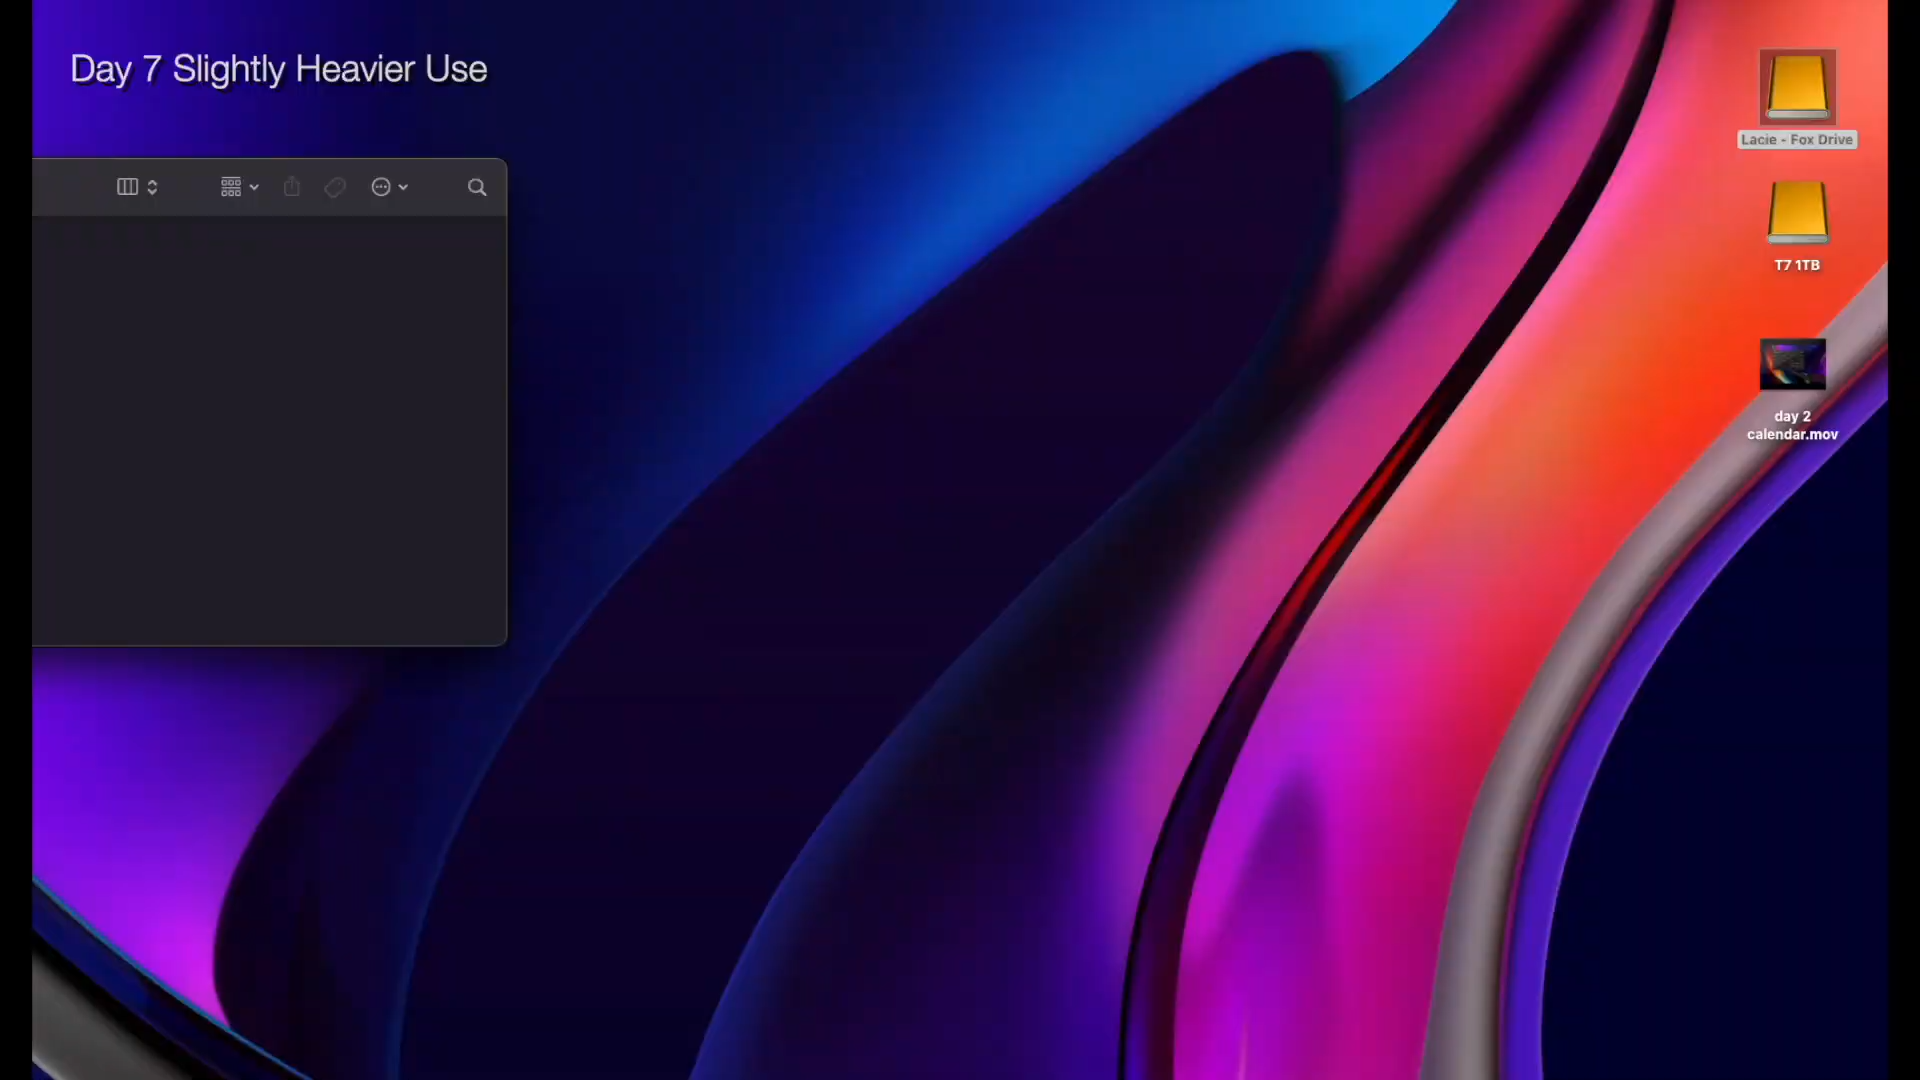 Day 7 Slightly Heavier Use
Lacie - Fox Drive
T7 1TB
day 2
calendar.mov